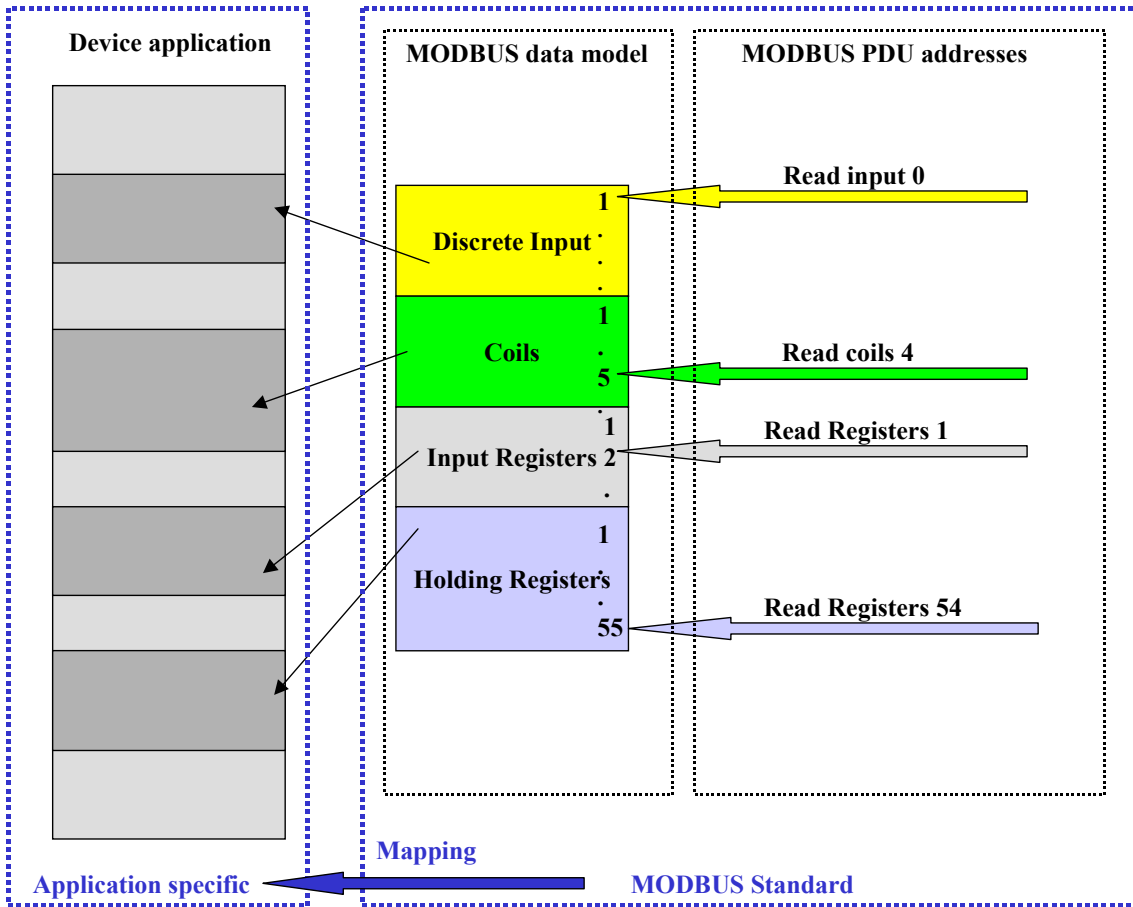 Device application
MODBUS data model
MODBUS PDU addresses
Read input 0
1
Discrete Input
.
.
.
1
Coils
.
5
.
Read coils 4
1
Input Registers 2
.
Read Registers 1
1
Holding Registers
.
.
55
Read Registers 54
Mapping
Application specific
MODBUS Standard